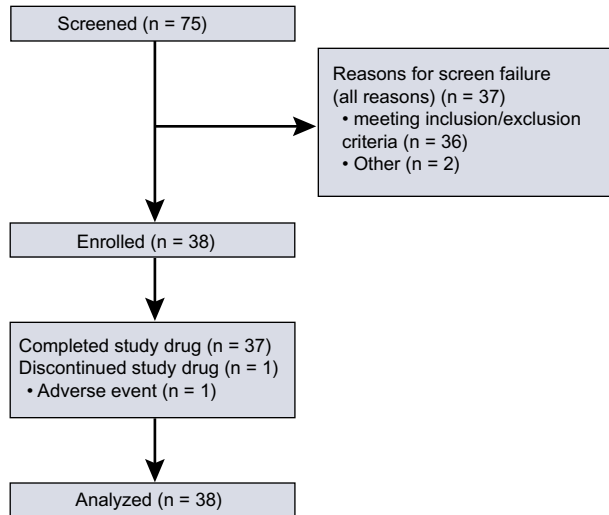 Screened (n = 75)
Reasons for screen failure
(all reasons) (n = 37)
• meeting inclusion/exclusion
criteria (n = 36)
• Other (n = 2)
Enrolled (n = 38)
Completed study drug (n = 37)
Discontinued study drug (n = 1)
• Adverse event (n = 1)
Analyzed (n = 38)